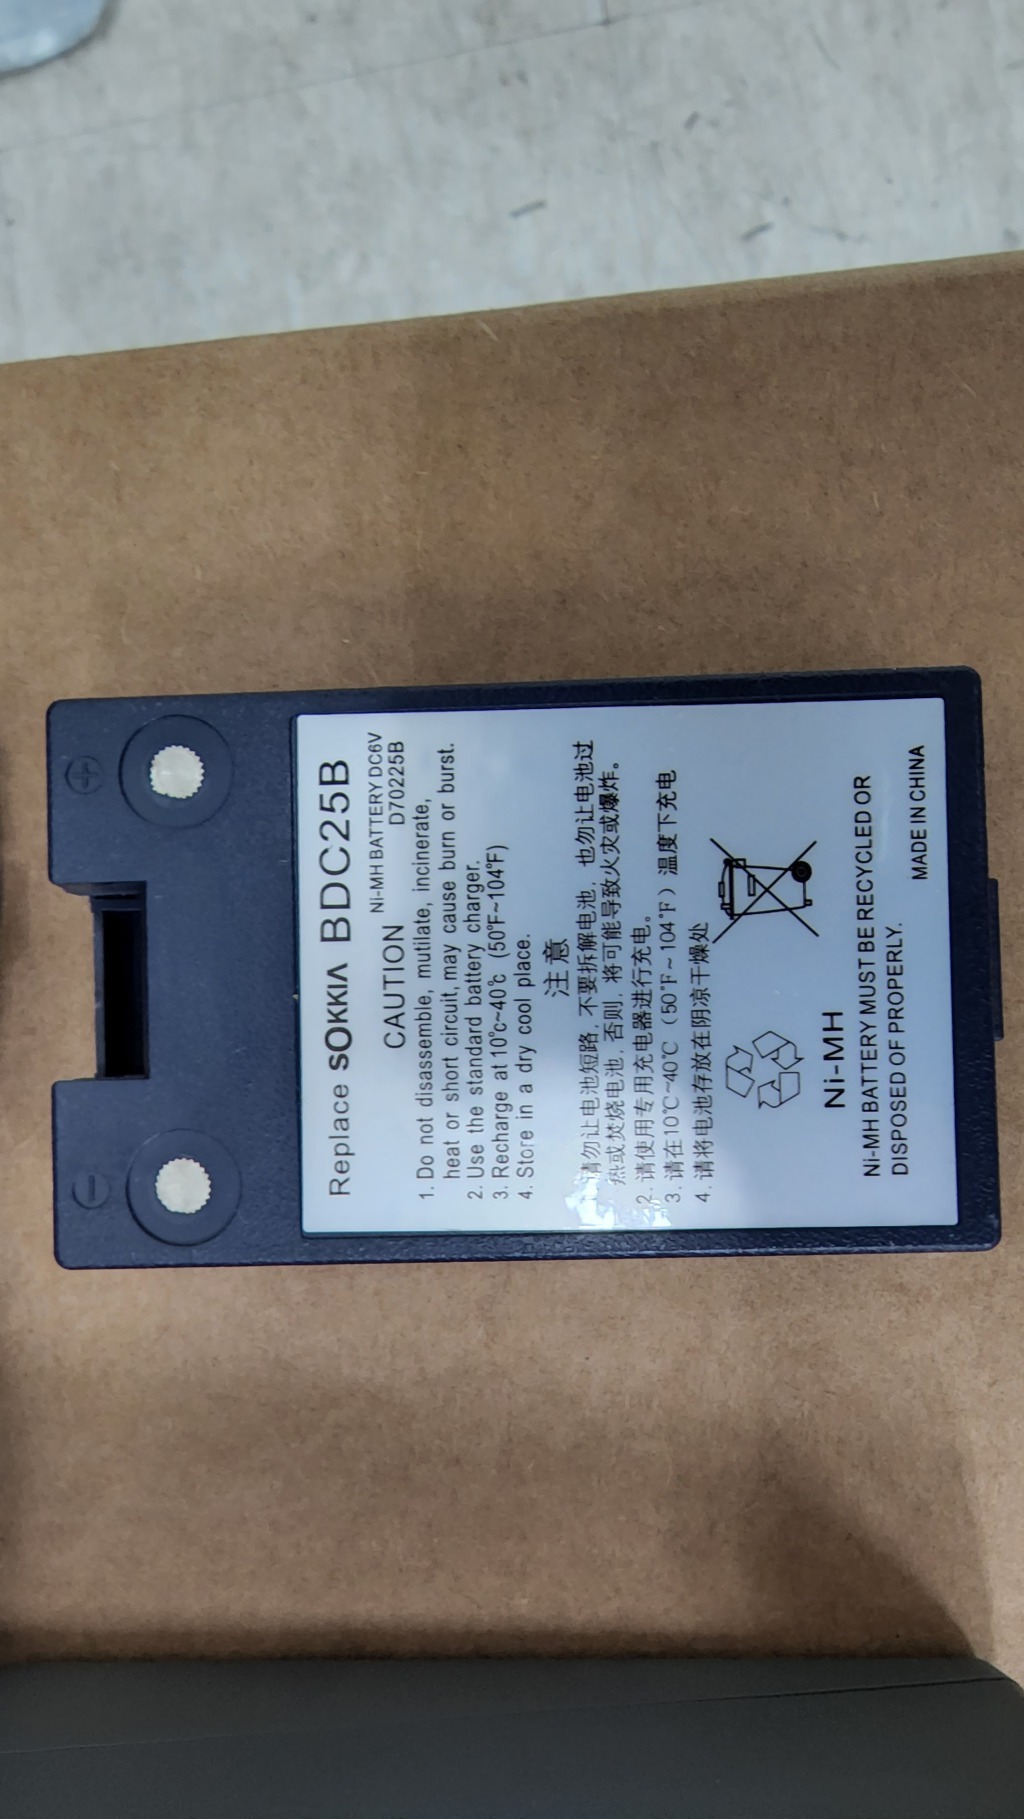 Replace SOKKIA BDC25B
Ni-MH BATTERY DC6V
CAUTION D70225B
1. Do not disassemble, mutilate, incinerate,
heat or short circuit, may cause burn or burst.
2. Use the standard battery charger.
3. Recharge at 10°c~40°c (50°F~104°F)
4. Store in a dry cool place.
注意
1. 请勿让电池短路, 不要拆解电池, 也勿让电池过
热或焚烧电池, 否则, 将可能导致火灾或爆炸。
2. 请使用专用充电器进行充电。
3. 请在10℃~40℃（50℉~104℉）温度下充电
4. 请将电池存放在阴凉干燥处
Ni-MH
Ni-MH BATTERY MUST BE RECYCLED OR
DISPOSED OF PROPERLY.
MADE IN CHINA